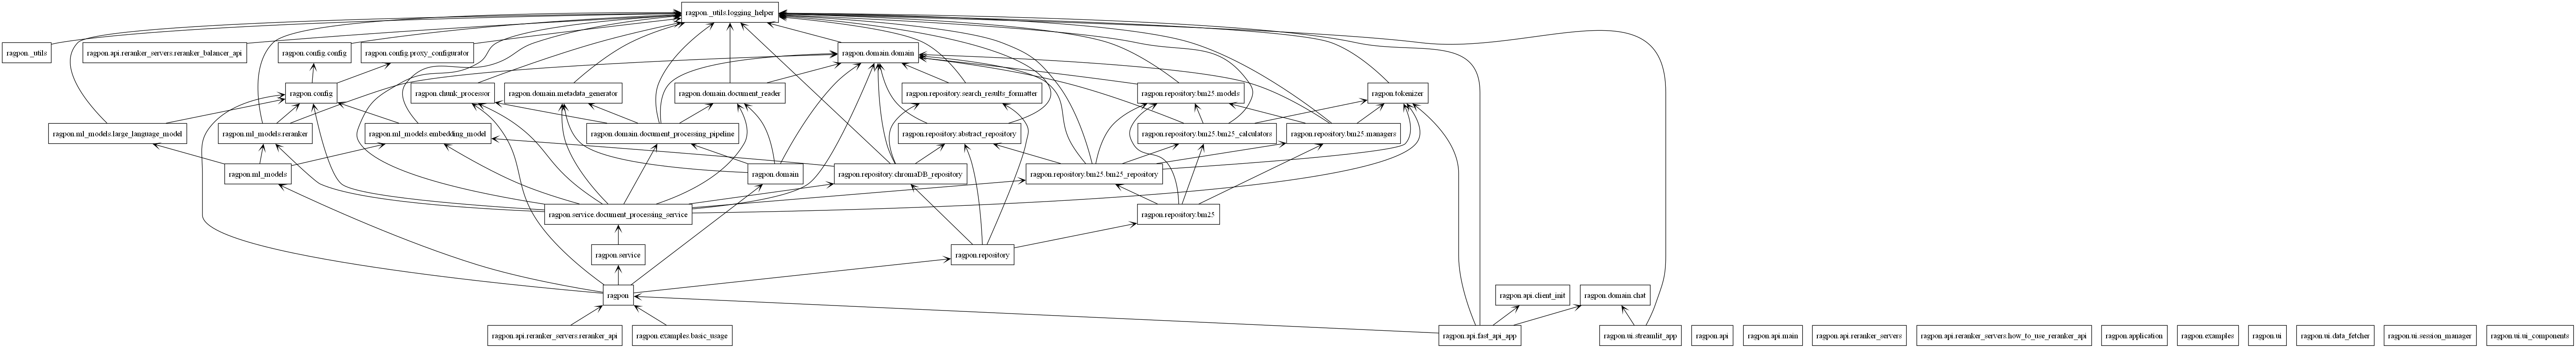 ragpon._utils.logging_helper
ragpon._utils
ragpon.api.reranker_servers.reranker_balancer_api
ragpon.config.config
ragpon.config.proxy_configurator
ragpon.domain.domain
ragpon.config
ragpon.chunk_processor
ragpon.domain.metadata_generator
ragpon.domain.document_reader
ragpon.repository.search_results_formatter
ragpon.repository.bm25.models
ragpon.tokenizer
ragpon.ml_models.large_language_model
ragpon.ml_models.reranker
ragpon.ml_models.embedding_model
ragpon.domain.document_processing_pipeline
ragpon.repository.abstract_repository
ragpon.repository.bm25.bm25_calculators
ragpon.repository.bm25.managers
ragpon.ml_models
ragpon.domain
ragpon.repository.chromaDB_repository
ragpon.repository.bm25.bm25_repository
ragpon.service.document_processing_service
ragpon.repository.bm25
ragpon.service
ragpon.repository
ragpon
ragpon.api.client_init
ragpon.domain.chat
ragpon.api.reranker_servers.reranker_api
ragpon.examples.basic_usage
ragpon.api.fast_api_app
ragpon.ui.streamlit_app
ragpon.api
ragpon.api.main
ragpon.api.reranker_servers
ragpon.api.reranker_servers.how_to_use_reranker_api
ragpon.application
ragpon.examples
ragpon.ui
ragpon.ui.data_fetcher
ragpon.ui.session_manager
ragpon.ui.ui_components